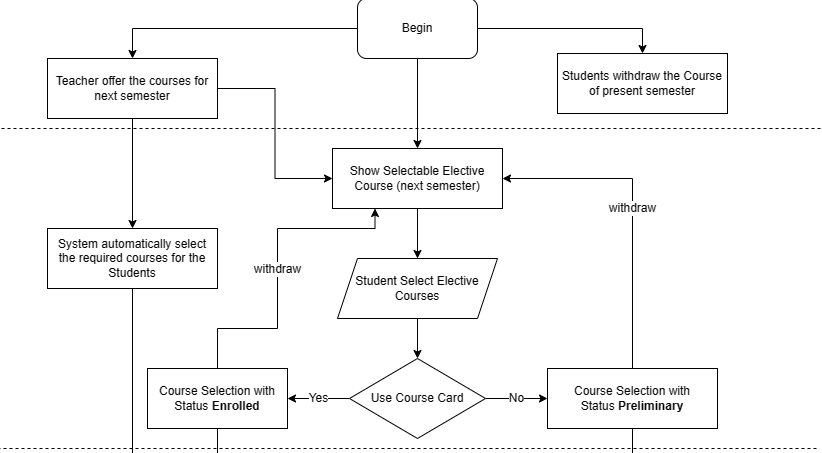 Begin
Teacher offer the courses for
next semester
Students withdraw the Course
of present semester
Show Selectable Elective
Course (next semester)
withdraw
System automatically select
the required courses for the
Students
withdraw
Student Select Elective
Courses
Course Selection with
Status Enrolled
Yes
Use Course Card
No
Course Selection with
Status Preliminary